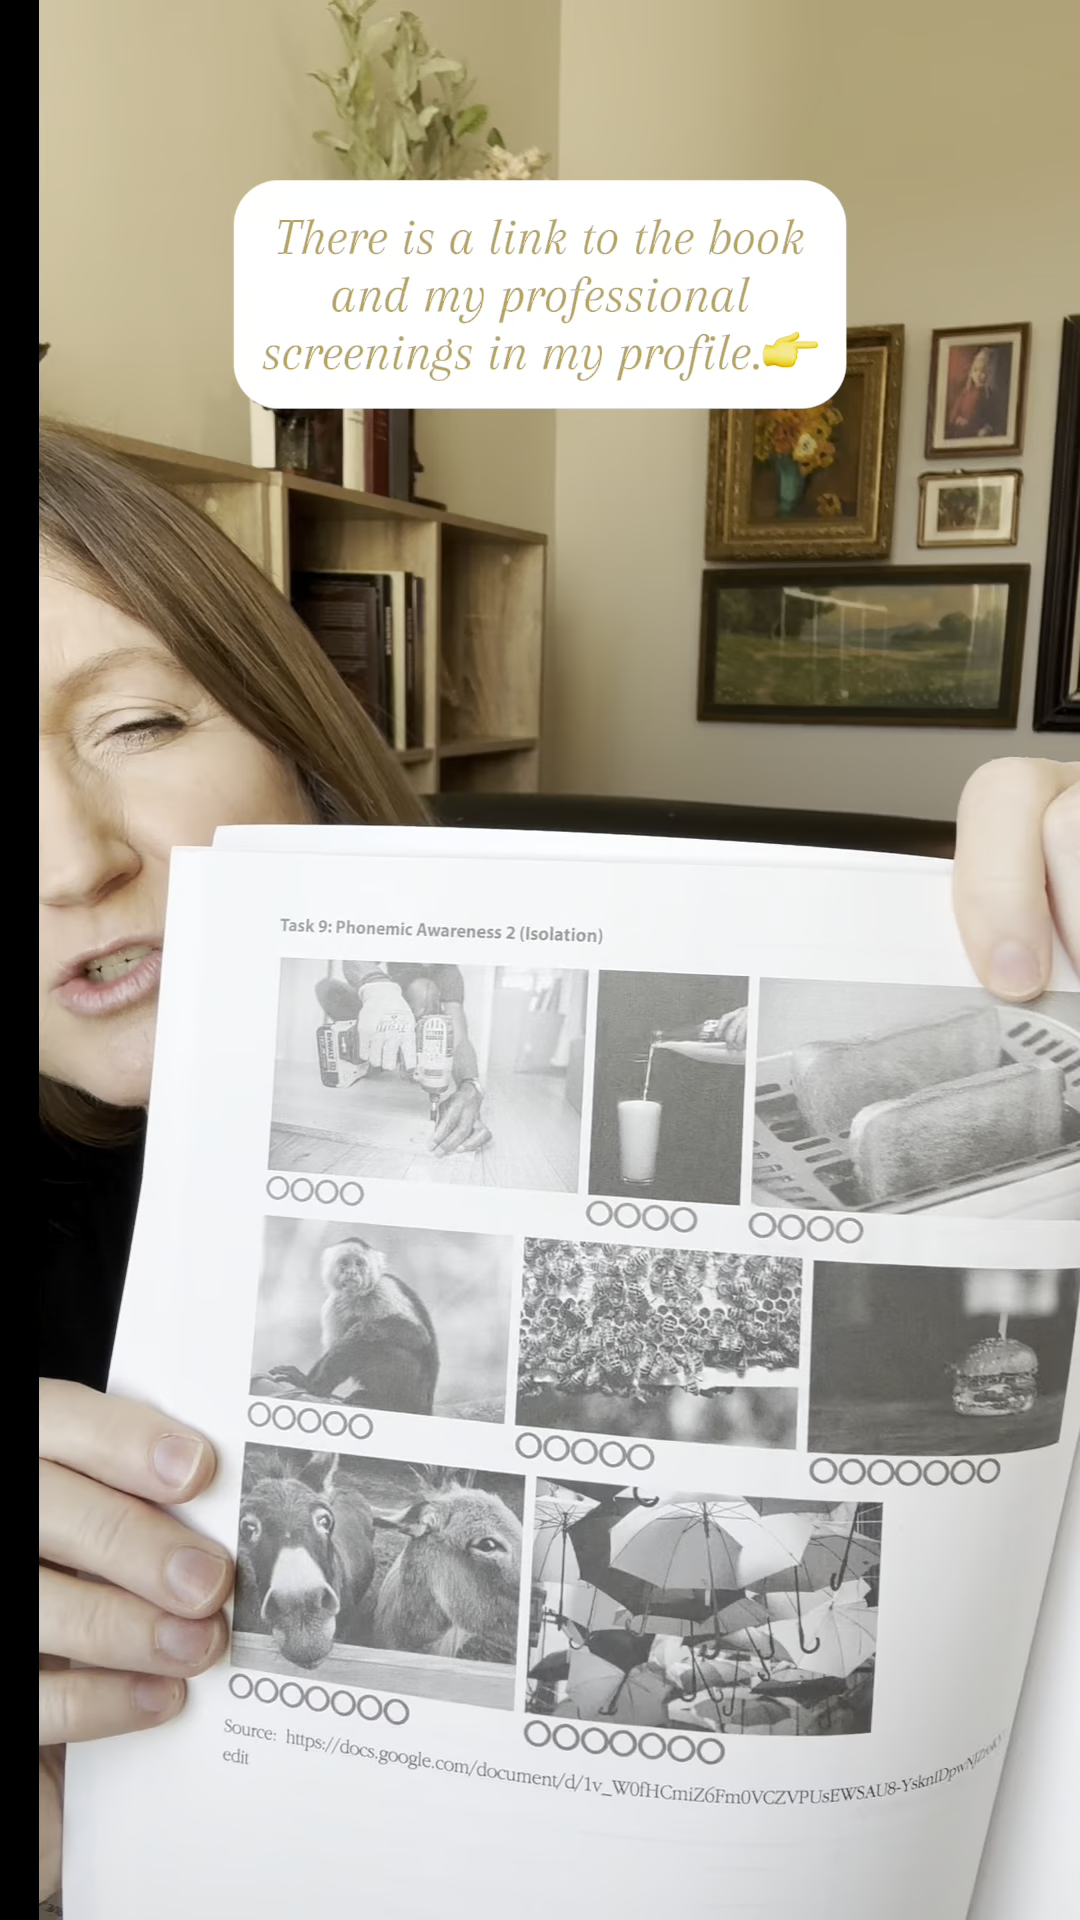 There is a link to the book
and my professional
screenings in my profile.👉
Task 9: Phonemic Awareness 2 (Isolation)
Source: https://docs.google.com/document/d/1v_W0fHCmiZ6Fm0VCZVPUsEWSAU8-
edit